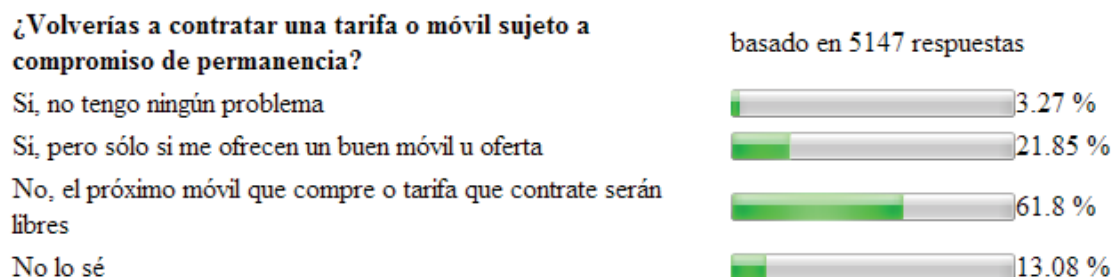 ¿Volverías a contratar una tarifa o móvil sujeto a
compromiso de permanencia?
basado en 5147 respuestas
Sí, no tengo ningún problema
3.27 %
Sí, pero sólo si me ofrecen un buen móvil u oferta
21.85 %
No, el próximo móvil que compre o tarifa que contrate serán
libres
61.8 %
No lo sé
13.08 %